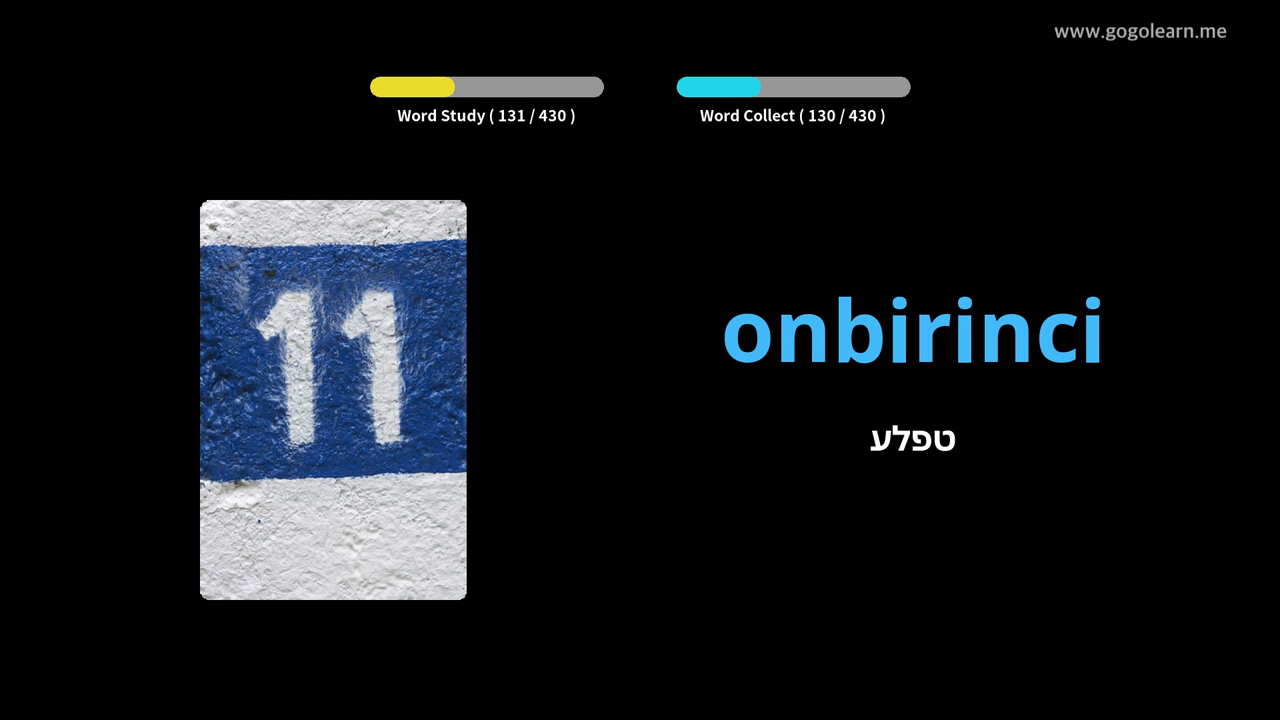 www.gogolearn.me
Word Study ( 131 / 430 )
Word Collect ( 130 / 430 )
11
onbirinci
טפלע